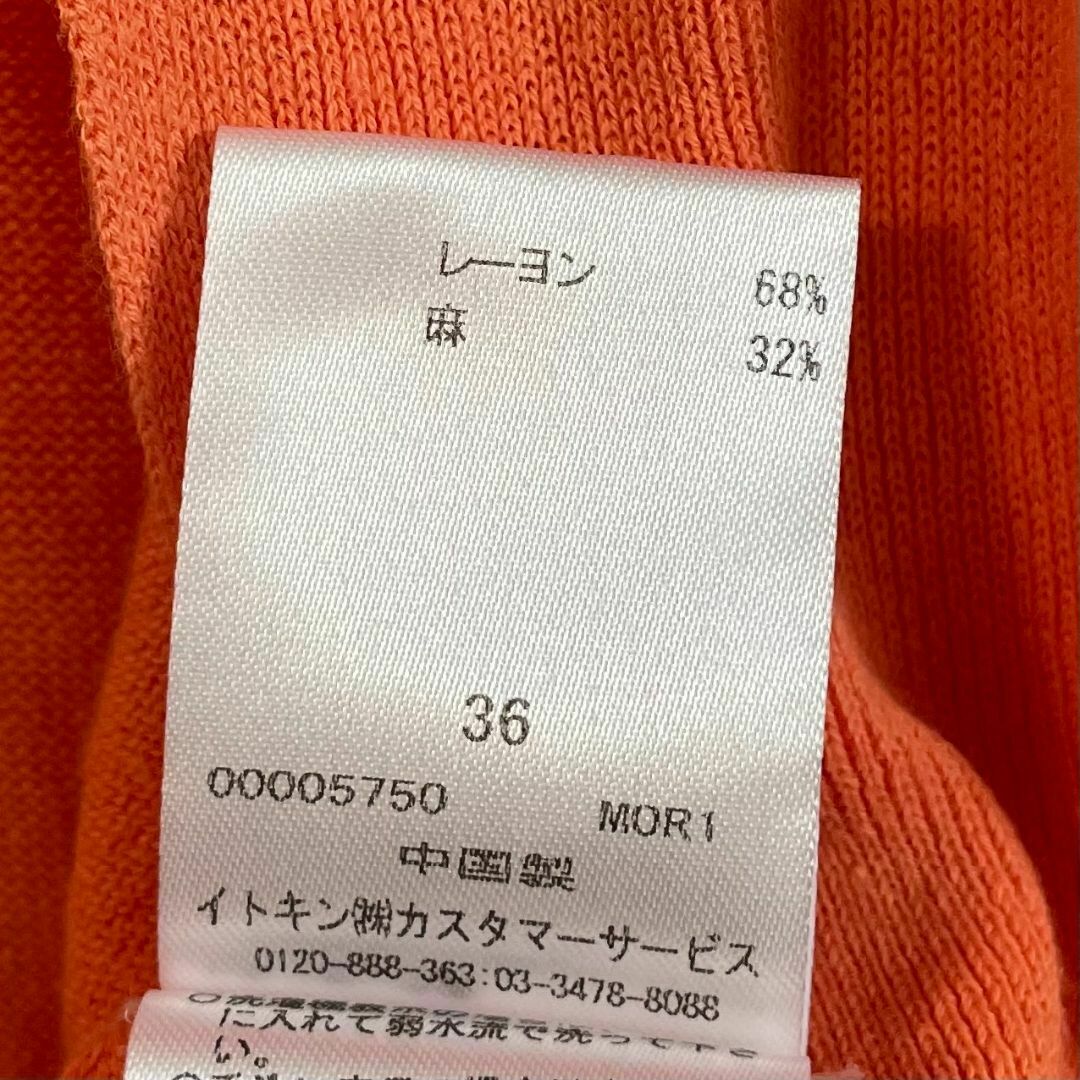 レーヨン 68%
麻 32%
36
00005750 MOR1
中国製
イトキン㈱カスタマーサービス
0120-888-363:03-3478-8088
に入れて弱水流で洗って下さ
い。